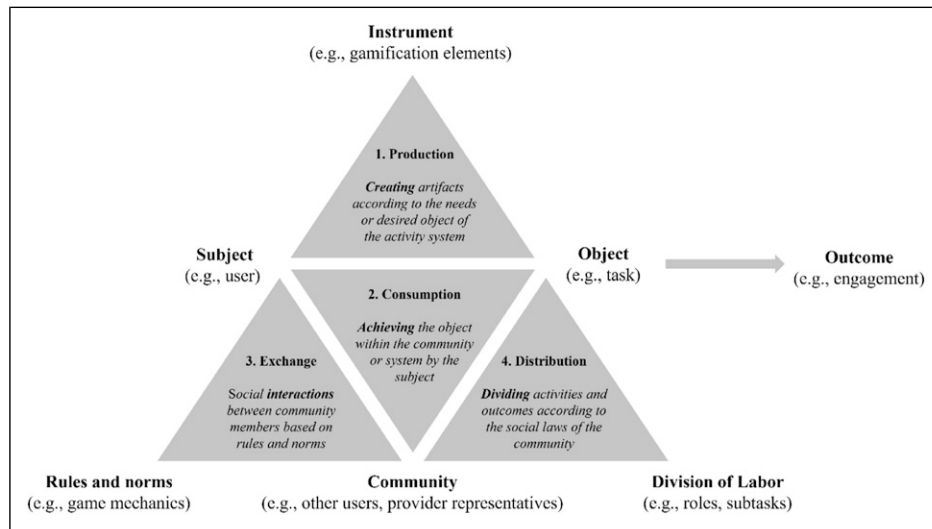 Instrument
(e.g., gamification elements)
1. Production
Creating artifacts
according to the needs
or desired object of
the activity system
Subject
(e.g., user)
Object
(e.g., task)
Outcome
(e.g., engagement)
2. Consumption
Achieving the object
within the community
or system by the
subject
3. Exchange
Social interactions
between community
members based on
rules and norms
4. Distribution
Dividing activities and
outcomes according to
the social laws of the
community
Rules and norms
(e.g., game mechanics)
Community
(e.g., other users, provider representatives)
Division of Labor
(e.g., roles, subtasks)